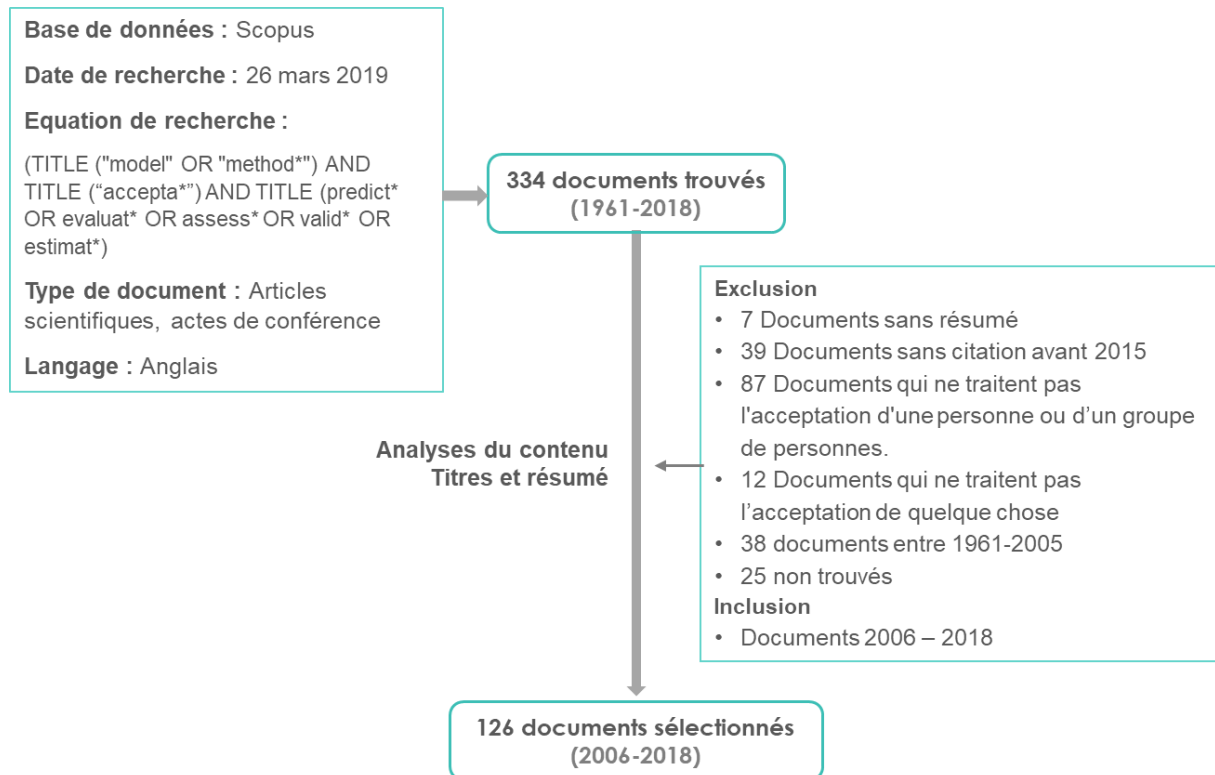 Base de données : Scopus
Date de recherche : 26 mars 2019
Equation de recherche :
(TITLE ("model" OR "method*") AND
TITLE (“accepta*”) AND TITLE (predict*
OR evaluat* OR assess* OR valid* OR
estimat*)
Type de document : Articles
scientifiques, actes de conférence
Langage : Anglais
334 documents trouvés
(1961-2018)
Analyses du contenu
Titres et résumé
Exclusion
• 7 Documents sans résumé
• 39 Documents sans citation avant 2015
• 87 Documents qui ne traitent pas
l'acceptation d'une personne ou d’un groupe
de personnes.
• 12 Documents qui ne traitent pas
l’acceptation de quelque chose
• 38 documents entre 1961-2005
• 25 non trouvés
Inclusion
• Documents 2006 – 2018
126 documents sélectionnés
(2006-2018)